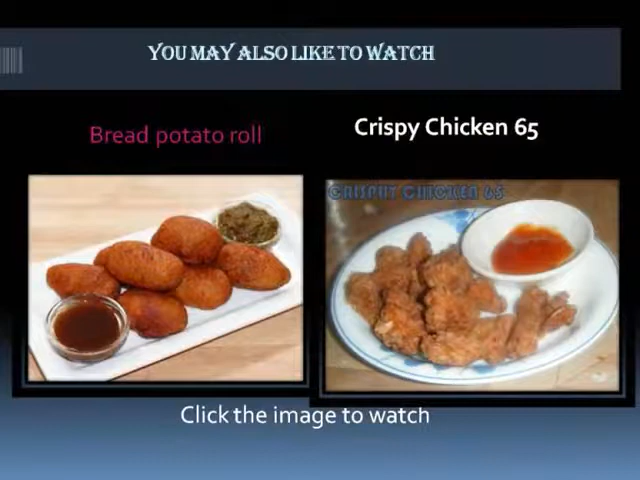 YOU MAY ALSO LIKE TO WATCH
Bread potato roll
Crispy Chicken 65
CRISPUY CHICKEN 65
Click the image to watch